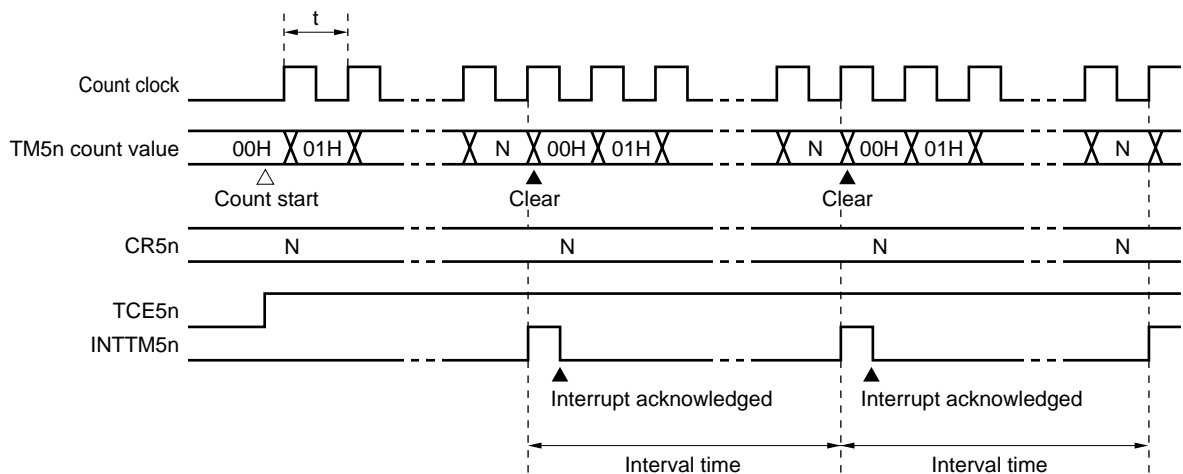 t
Count clock
TM5n count value
00H 01H N 00H 01H N 00H 01H N
Count start Clear Clear
CR5n N N N N
TCE5n
INTTM5n
Interrupt acknowledged Interrupt acknowledged
Interval time Interval time